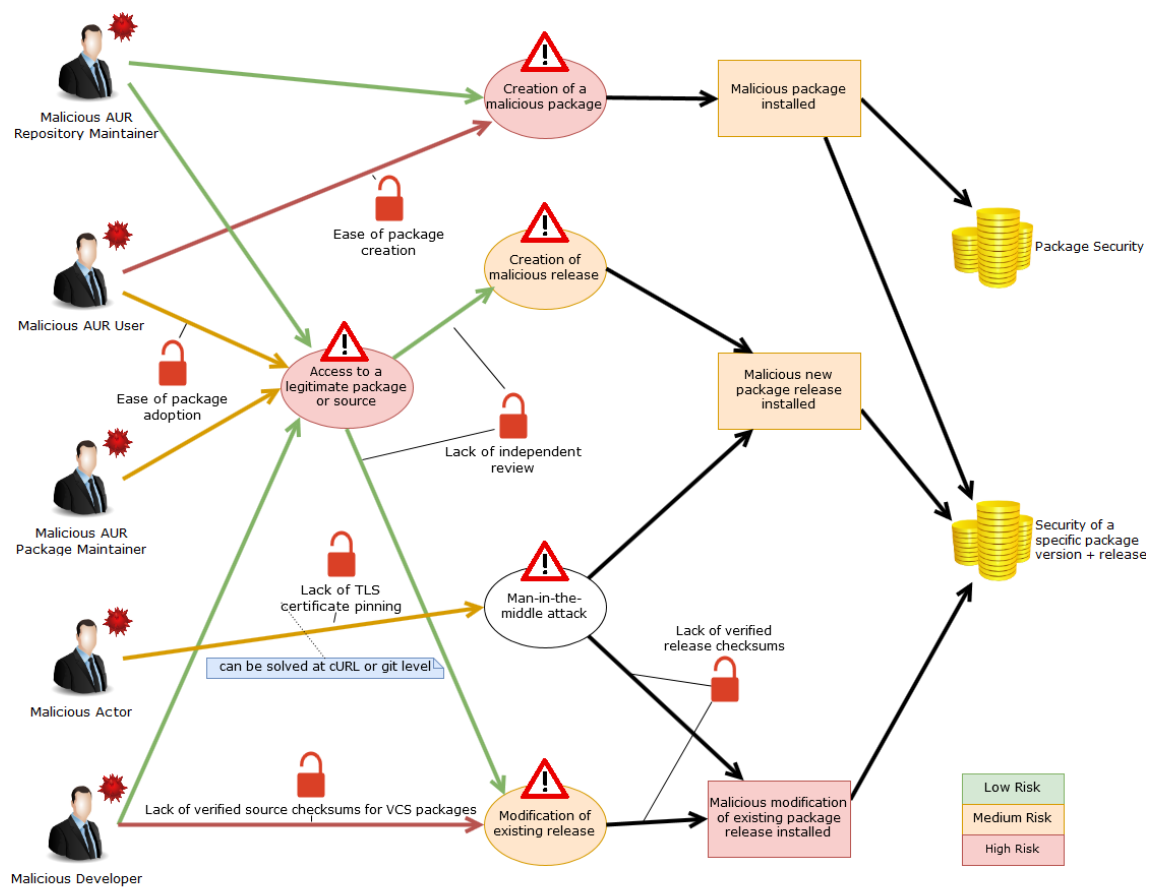 Malicious AUR
Repository Maintainer
Creation of a
malicious package
Malicious package
installed
Ease of package
creation
Package Security
Malicious AUR User
Creation of
malicious release
Ease of package
adoption
Access to a
legitimate package
or source
Malicious new
package release
installed
Lack of independent
review
Malicious AUR
Package Maintainer
Security of a
specific package
version + release
Lack of TLS
certificate pinning
Man-in-the-
middle attack
can be solved at cURL or git level
Lack of verified
release checksums
Malicious Actor
Lack of verified source checksums for VCS packages
Modification of
existing release
Malicious modification
of existing package
release installed
Malicious Developer
Low Risk
Medium Risk
High Risk